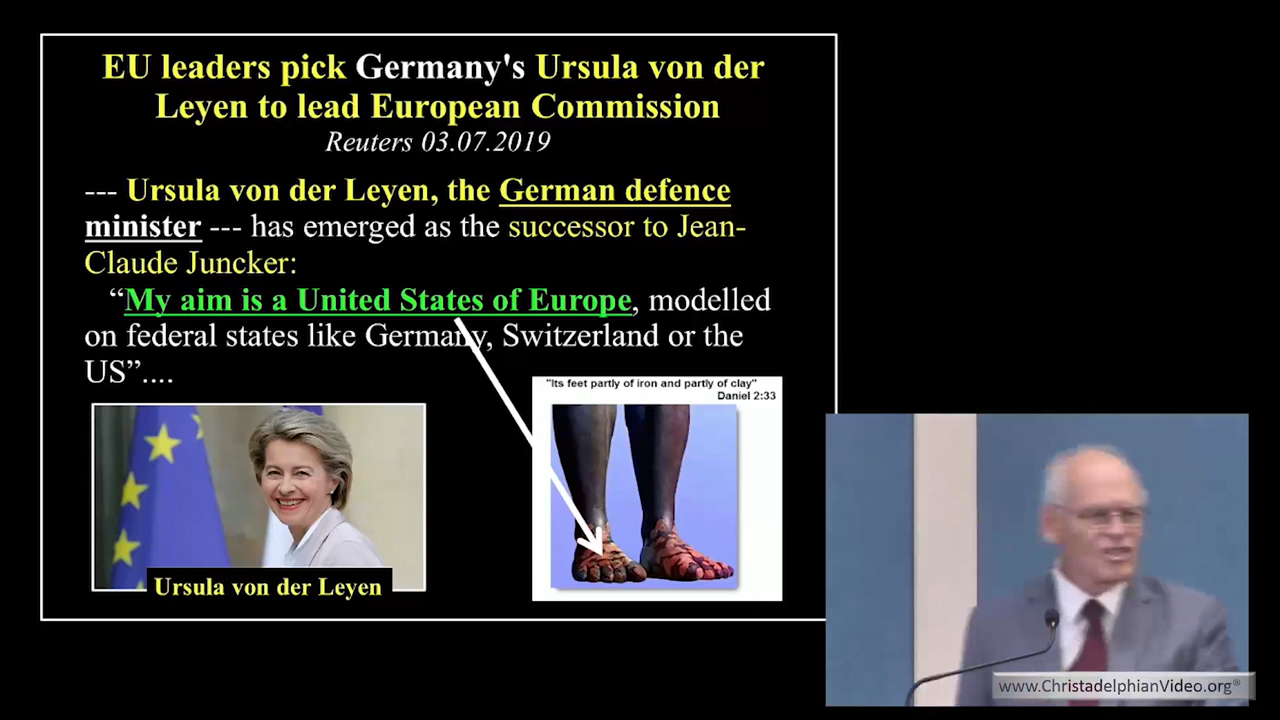 EU leaders pick Germany's Ursula von der
Leyen to lead European Commission
Reuters 03.07.2019
--- Ursula von der Leyen, the German defence
minister --- has emerged as the successor to Jean-
Claude Juncker:
“My aim is a United States of Europe, modelled
on federal states like Germany, Switzerland or the
US”....
"Its feet partly of iron and partly of clay"
Daniel 2:33
Ursula von der Leyen
www.ChristadelphianVideo.org®